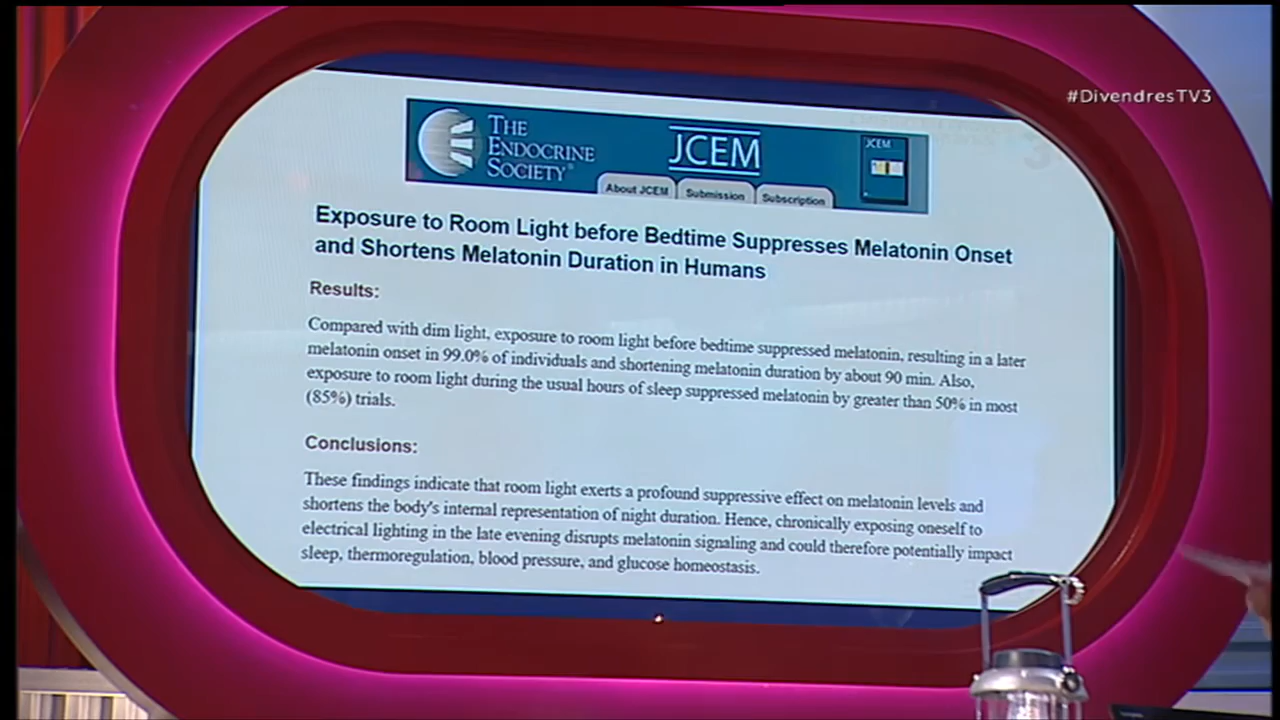 #DivendresTV3
THE
ENDOCRINE
SOCIETY®
JCEM
JCEM
About JCEM
Submission
Subscription
Exposure to Room Light before Bedtime Suppresses Melatonin Onset
and Shortens Melatonin Duration in Humans
Results:
Compared with dim light, exposure to room light before bedtime suppressed melatonin, resulting in a later
melatonin onset in 99.0% of individuals and shortening melatonin duration by about 90 min. Also,
exposure to room light during the usual hours of sleep suppressed melatonin by greater than 50% in most
(85%) trials.
Conclusions:
These findings indicate that room light exerts a profound suppressive effect on melatonin levels and
shortens the body's internal representation of night duration. Hence, chronically exposing oneself to
electrical lighting in the late evening disrupts melatonin signaling and could therefore potentially impact
sleep, thermoregulation, blood pressure, and glucose homeostasis.